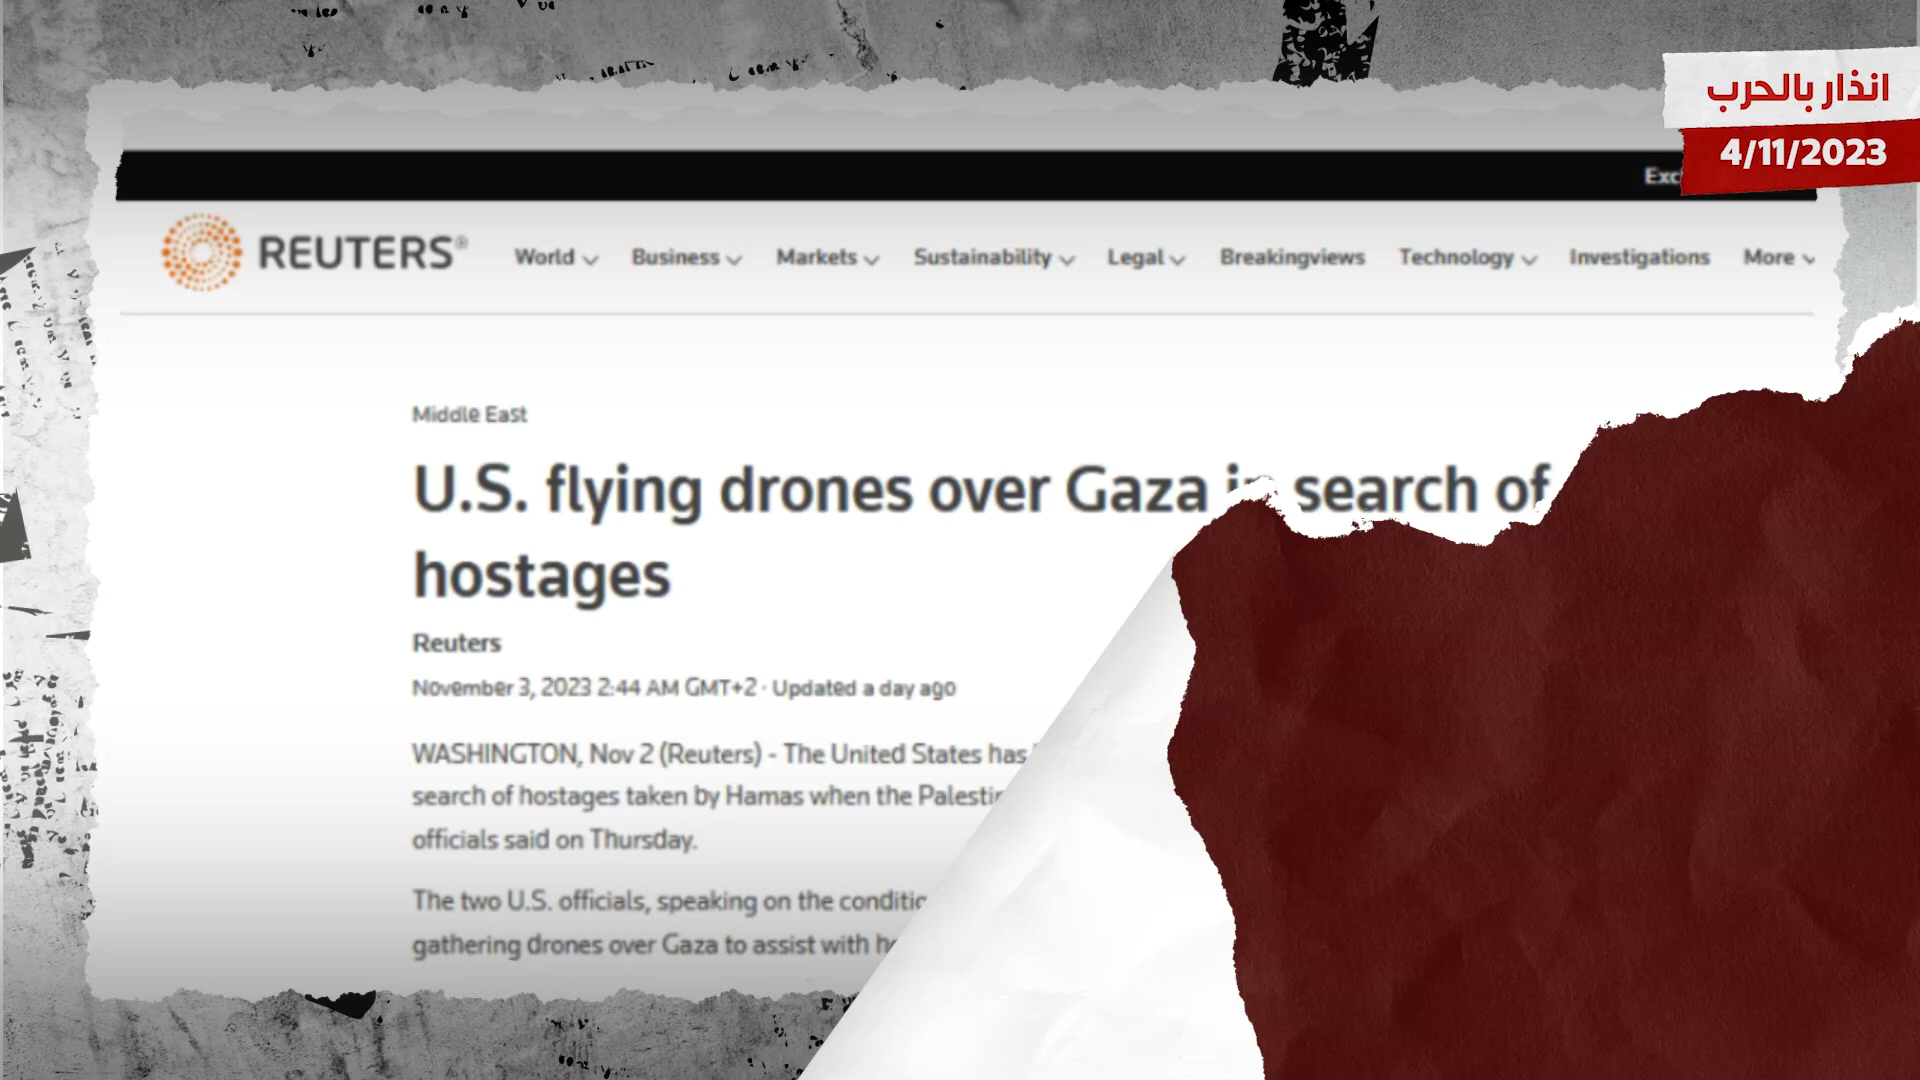 انذار بالحرب
4/11/2023
REUTERS®
World Business Markets Sustainability Legal Breakingviews Technology Investigations More
Middle East
U.S. flying drones over Gaza in search of
hostages
Reuters
November 3, 2023 2:44 AM GMT+2 · Updated a day ago
WASHINGTON, Nov 2 (Reuters) - The United States has
search of hostages taken by Hamas when the
officials said on Thursday.
The two U.S. officials, speaking on the
gathering drones over Gaza to assist with